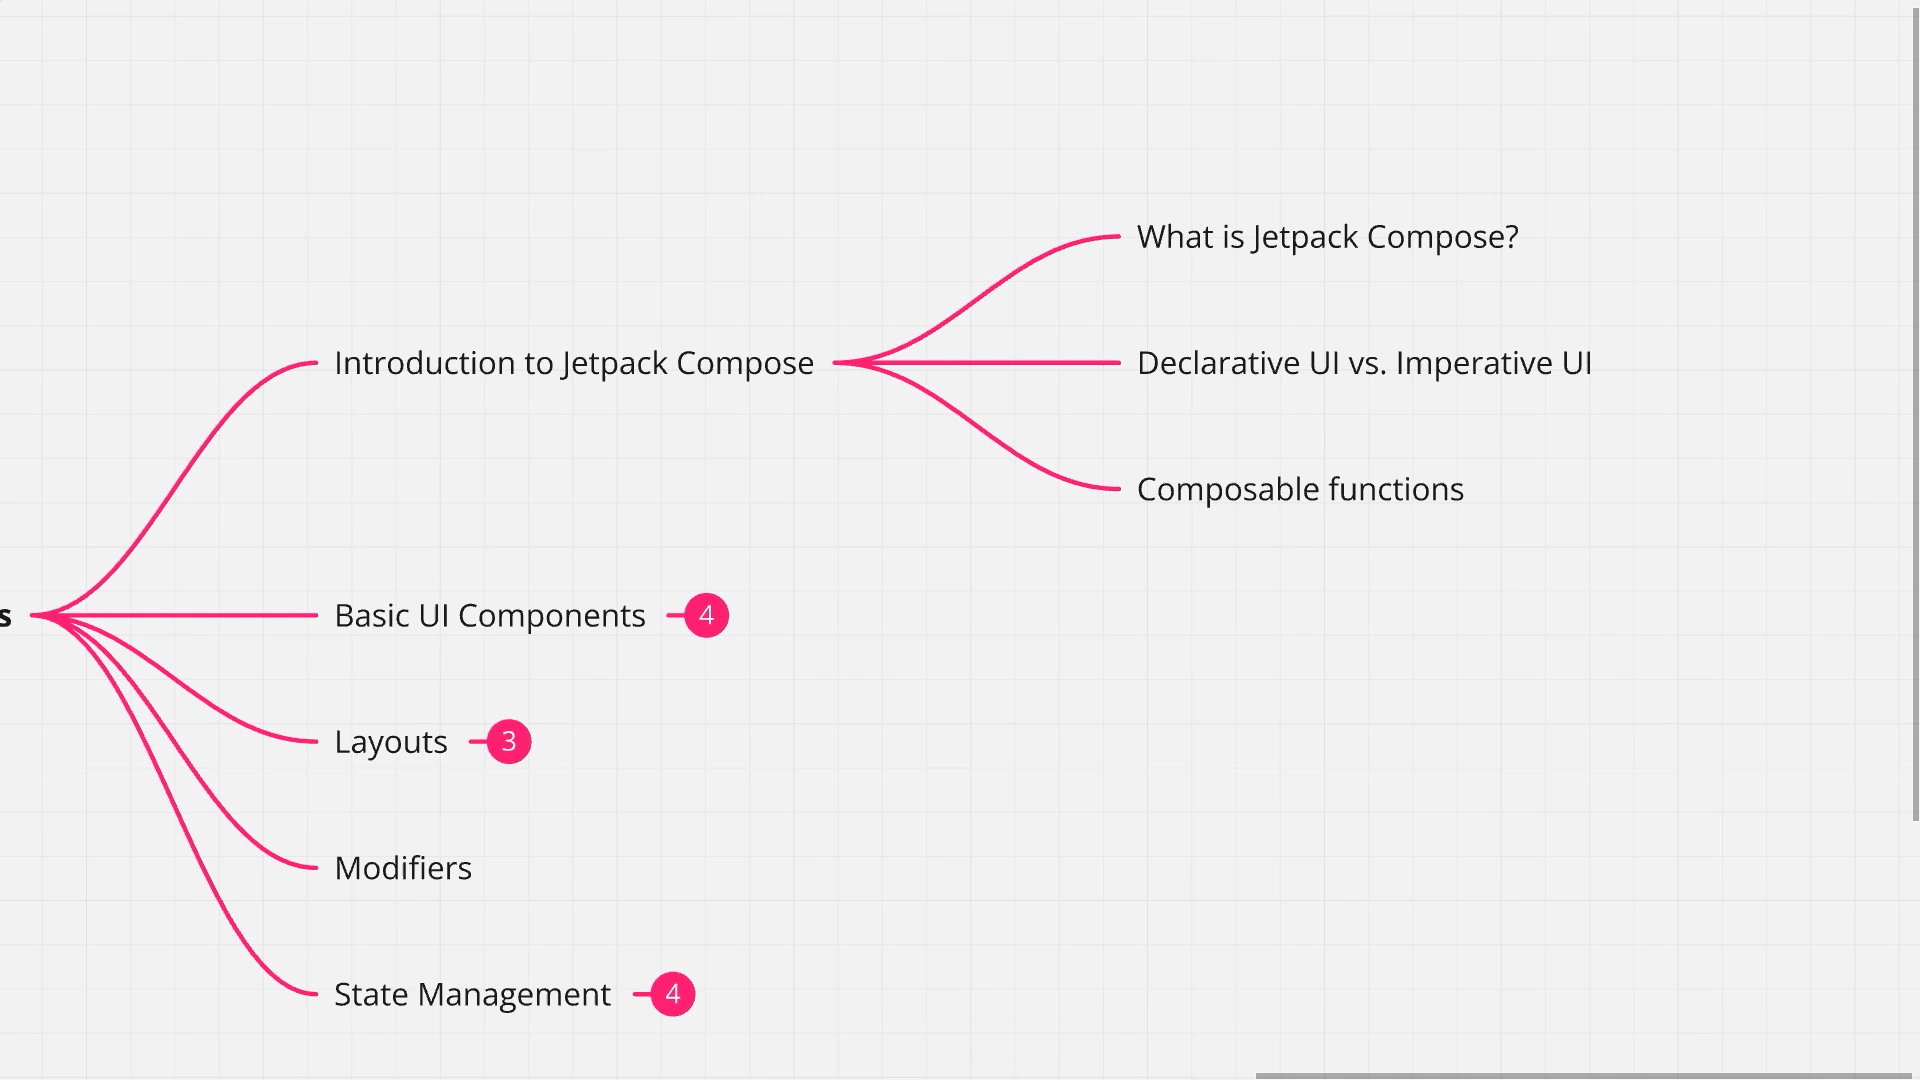 What is Jetpack Compose?
Introduction to Jetpack Compose
Declarative UI vs. Imperative UI
Composable functions
s
Basic UI Components 4
Layouts 3
Modifiers
State Management 4